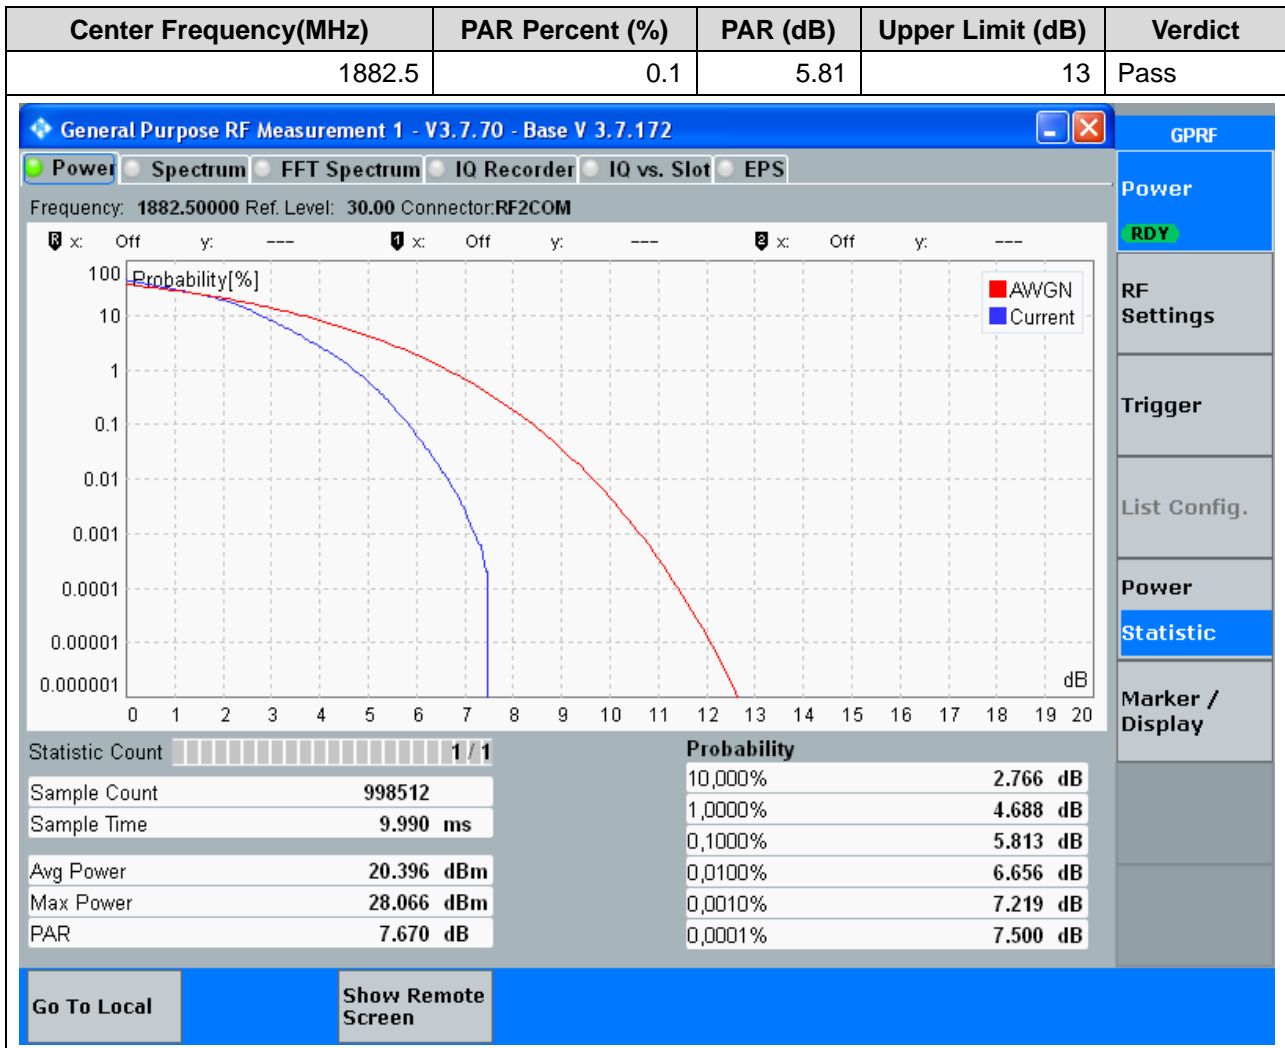 Center Frequency(MHz) PAR Percent (%) PAR (dB) Upper Limit (dB) Verdict
1882.5 0.1 5.81 13 Pass
General Purpose RF Measurement 1 - V3.7.70 - Base V 3.7.172
GPRF
Power Spectrum FFT Spectrum IQ Recorder IQ vs. Slot EPS
Power
RDY
Frequency: 1882.50000 Ref. Level: 30.00 Connector:RF2COM
R x: Off y: --- 1 x: Off y: --- 2 x: Off y: ---
Probability[%]
AWGN
Current
100
10
1
0.1
0.01
0.001
0.0001
0.00001
0.000001
dB
0 1 2 3 4 5 6 7 8 9 10 11 12 13 14 15 16 17 18 19 20
RF
Settings
Trigger
List Config.
Power
Statistic
Marker /
Display
Statistic Count 1 / 1
Sample Count 998512
Sample Time 9.990 ms
Avg Power 20.396 dBm
Max Power 28.066 dBm
PAR 7.670 dB
Probability
10,000% 2.766 dB
1,0000% 4.688 dB
0,1000% 5.813 dB
0,0100% 6.656 dB
0,0010% 7.219 dB
0,0001% 7.500 dB
Go To Local
Show Remote
Screen